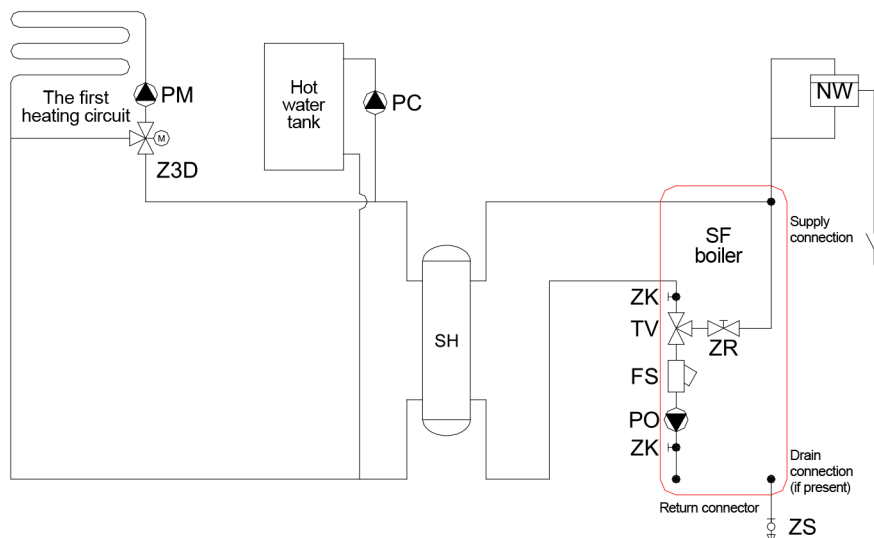 PM
The first
heating circuit
M
Z3D
Hot
water
tank
PC
NW
SF
boiler
Supply
connection
ZK
TV
ZR
SH
FS
PO
ZK
Drain
connection
(if present)
Return connector
ZS